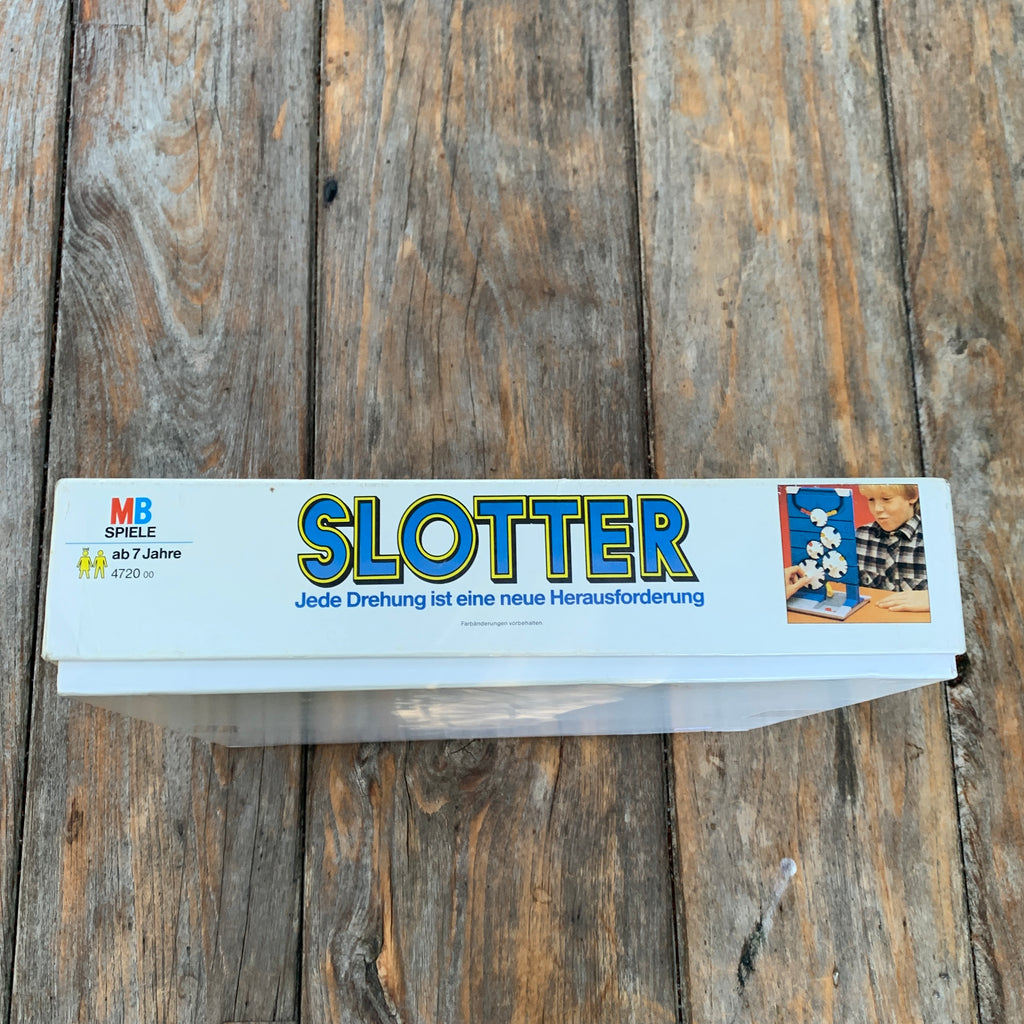 MB
SPIELE
ab 7 Jahre
4720 00
SLOTTER
Jede Drehung ist eine neue Herausforderung
Farbänderungen vorbehalten.